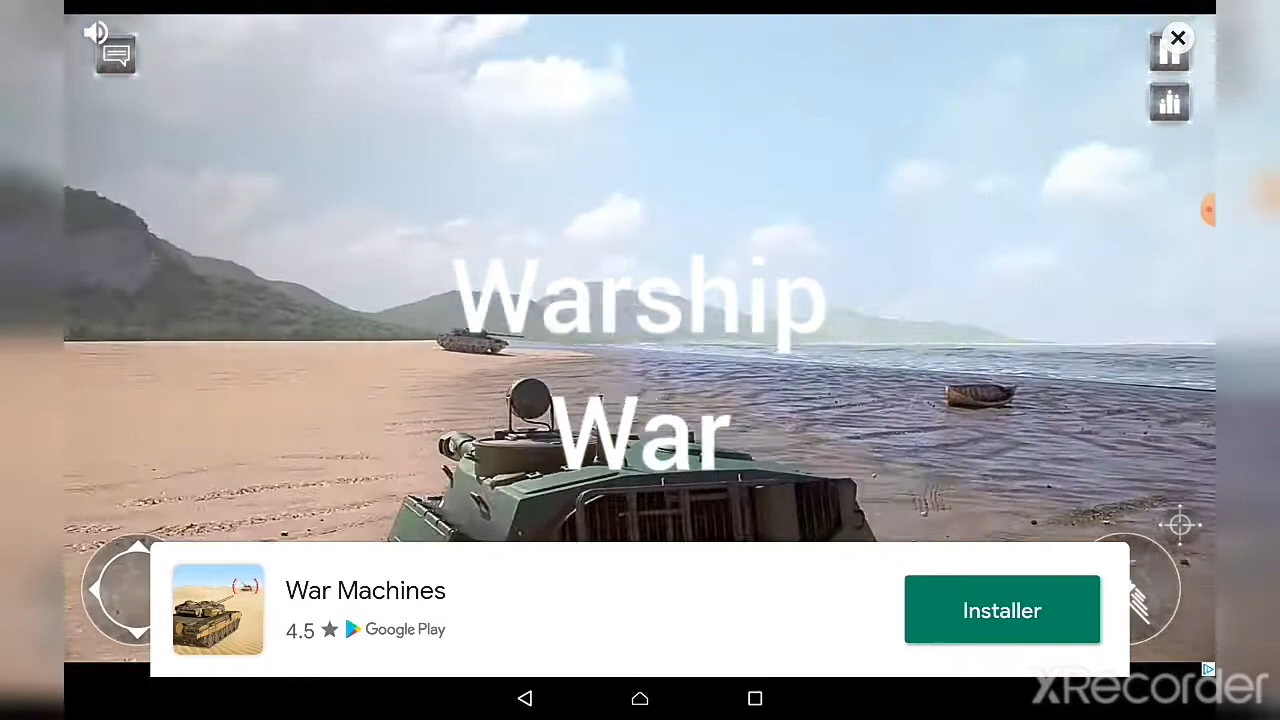 Warship
War
War Machines
4.5 ★ Google Play
Installer
XRecorder